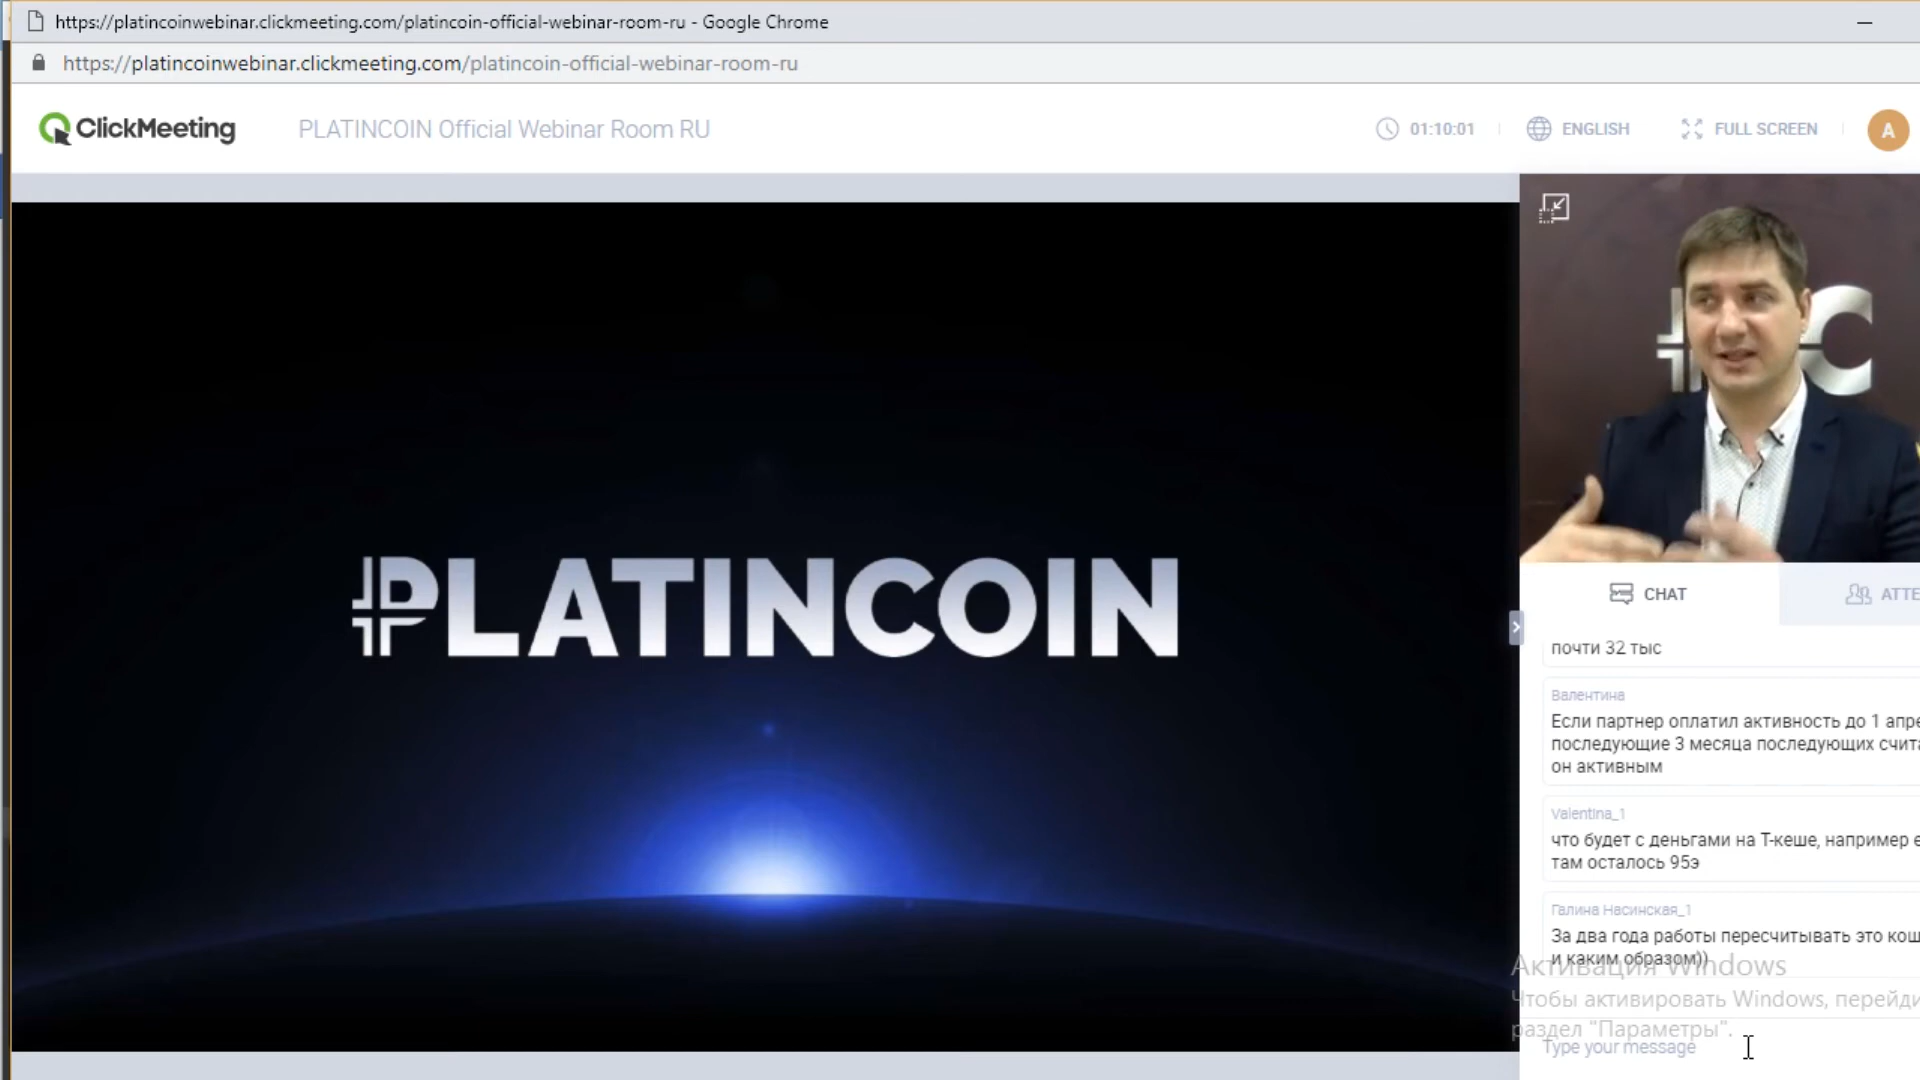 https://platincoinwebinar.clickmeeting.com/platincoin-official-webinar-room-ru - Google Chrome
https://platincoinwebinar.clickmeeting.com/platincoin-official-webinar-room-ru
ClickMeeting
PLATINCOIN Official Webinar Room RU
01:10:01
ENGLISH
FULL SCREEN
A
PLATINCOIN
C
CHAT
ATTE
почти 32 тыс
Валентина
Если партнер оплатил активность до 1 апре
последующие 3 месяца последующих счита
он активным
Valentina_1
что будет с деньгами на Т-кеше, например е
там осталось 95э
Галина Насинская_1
За два года работы пересчитывать это кош
и каким образом))
Активация Windows
Чтобы активировать Windows, перейди
раздел "Параметры".
Type your message